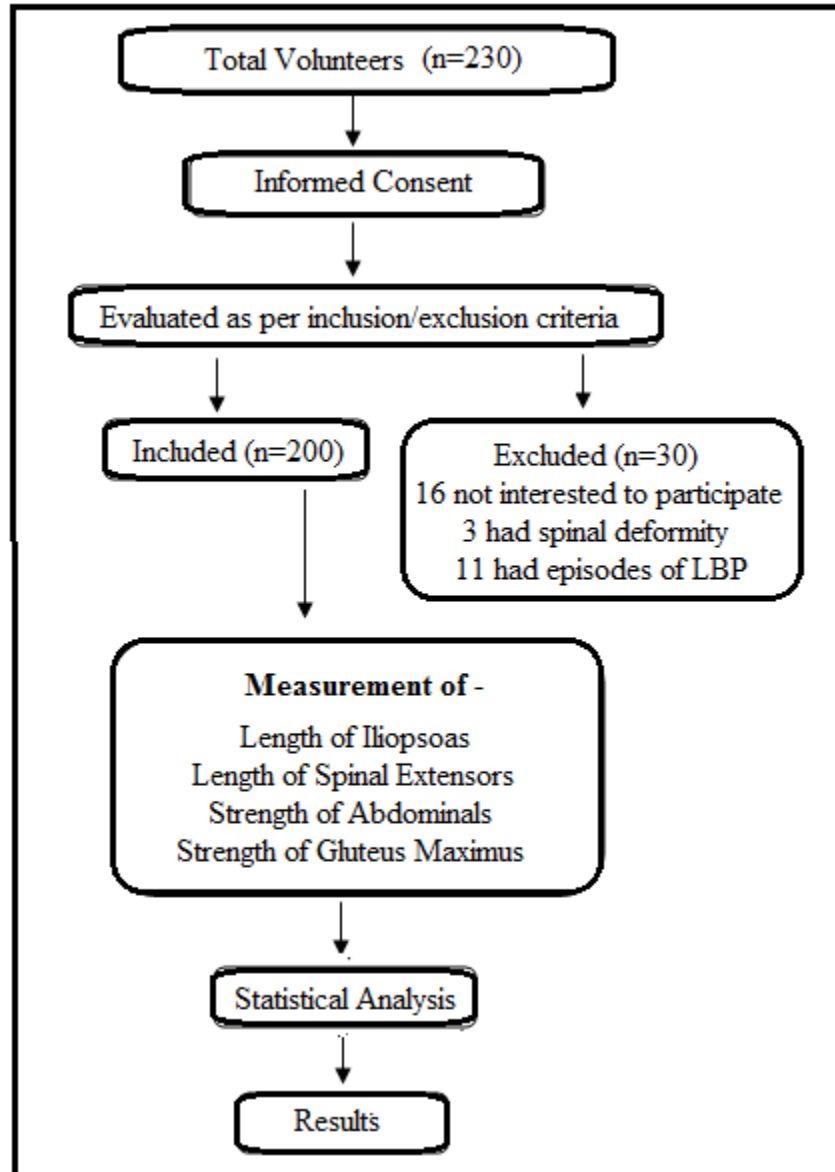 Total Volunteers (n=230)
Informed Consent
Evaluated as per inclusion/exclusion criteria
Included (n=200)
Excluded (n=30)
16 not interested to participate
3 had spinal deformity
11 had episodes of LBP
Measurement of -
Length of Iliopsoas
Length of Spinal Extensors
Strength of Abdominals
Strength of Gluteus Maximus
Statistical Analysis
Results